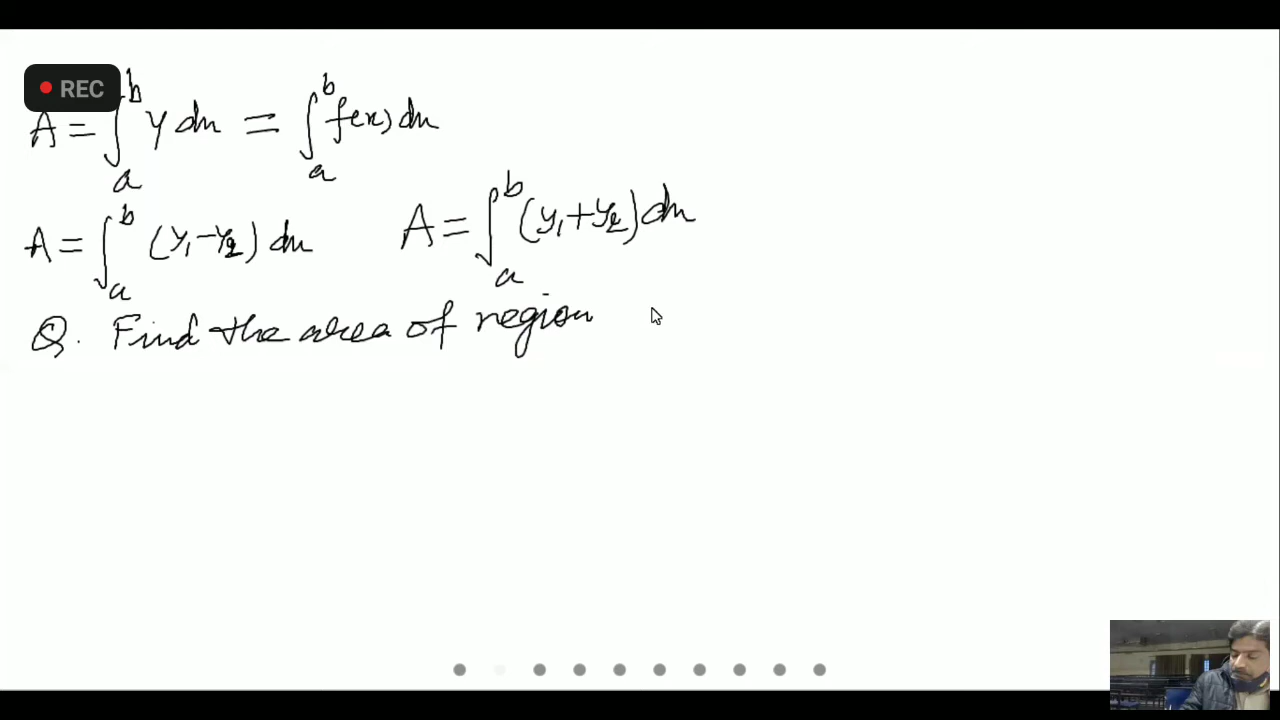 REC
A = ∫_a^b y dx = ∫_a^b f(x) dx
A = ∫_a^b (y₁ - y₂) dx    A = ∫_a^b (y₁ + y₂) dx
Q. Find the area of region